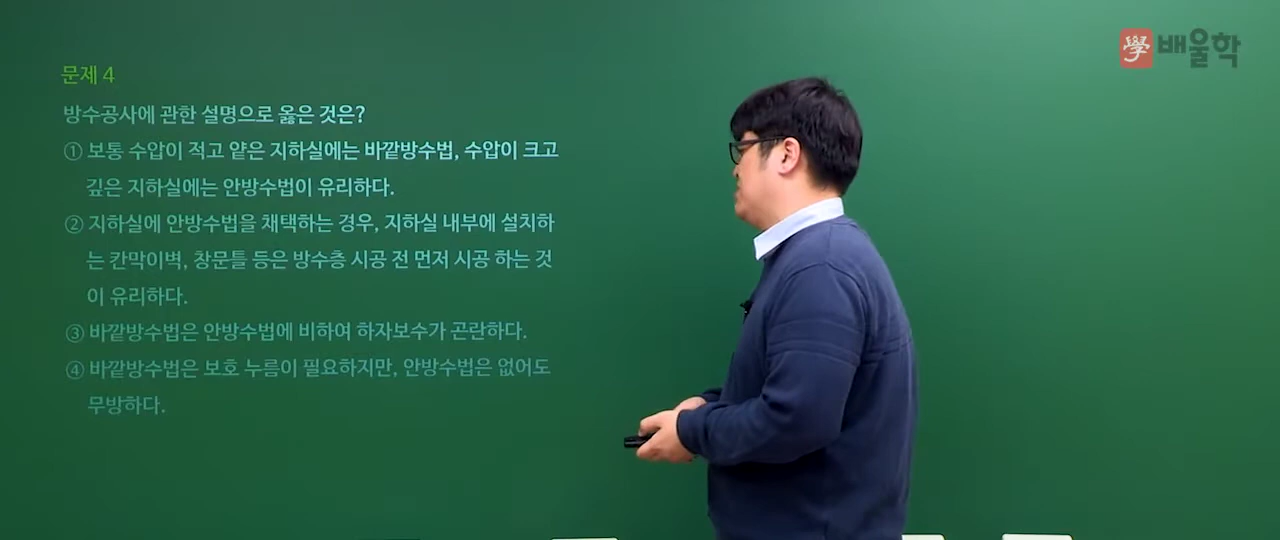 學 배울학
문제 4
방수공사에 관한 설명으로 옳은 것은?
① 보통 수압이 적고 얕은 지하실에는 바깥방수법, 수압이 크고
깊은 지하실에는 안방수법이 유리하다.
② 지하실에 안방수법을 채택하는 경우, 지하실 내부에 설치하
는 칸막이벽, 창문틀 등은 방수층 시공 전 먼저 시공 하는 것
이 유리하다.
③ 바깥방수법은 안방수법에 비하여 하자보수가 곤란하다.
④ 바깥방수법은 보호 누름이 필요하지만, 안방수법은 없어도
무방하다.